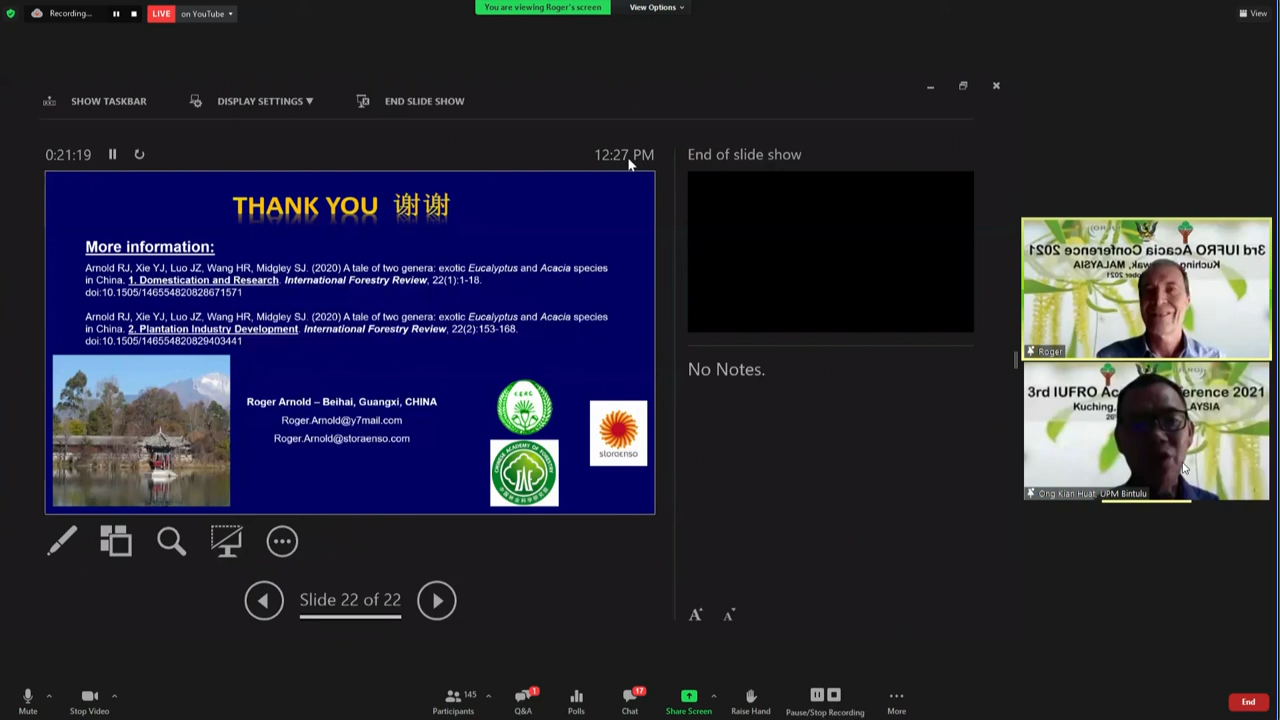 Recording...
LIVE on YouTube
You are viewing Roger's screen
View Options
View
SHOW TASKBAR
DISPLAY SETTINGS
END SLIDE SHOW
0:21:19
12:27 PM
End of slide show
THANK YOU 谢谢
More information:
Arnold RJ, Xie YJ, Luo JZ, Wang HR, Midgley SJ. (2020) A tale of two genera: exotic Eucalyptus and Acacia species
in China. 1. Domestication and Research. International Forestry Review, 22(1):1-18.
doi:10.1505/146554820828671571
Arnold RJ, Xie YJ, Luo JZ, Wang HR, Midgley SJ. (2020) A tale of two genera: exotic Eucalyptus and Acacia species
in China. 2. Plantation Industry Development. International Forestry Review, 22(2):153-168.
doi:10.1505/146554820829403441
Roger Arnold – Beihai, Guangxi, CHINA
Roger.Arnold@y7mail.com
Roger.Arnold@storaenso.com
storaenso
CHINESE ACADEMY OF FORESTRY
No Notes.
Slide 22 of 22
A A
3rd IUFRO Acacia Conference 2021
MALAYSIA
Roger
3rd IUFRO Ac
ference 2021
Kuching,
AYSIA
Ong Kian Huat, UPM Bintulu
Mute
Stop Video
145
Participants
1
Q&A
Polls
17
Chat
Share Screen
Raise Hand
Pause/Stop Recording
More
End